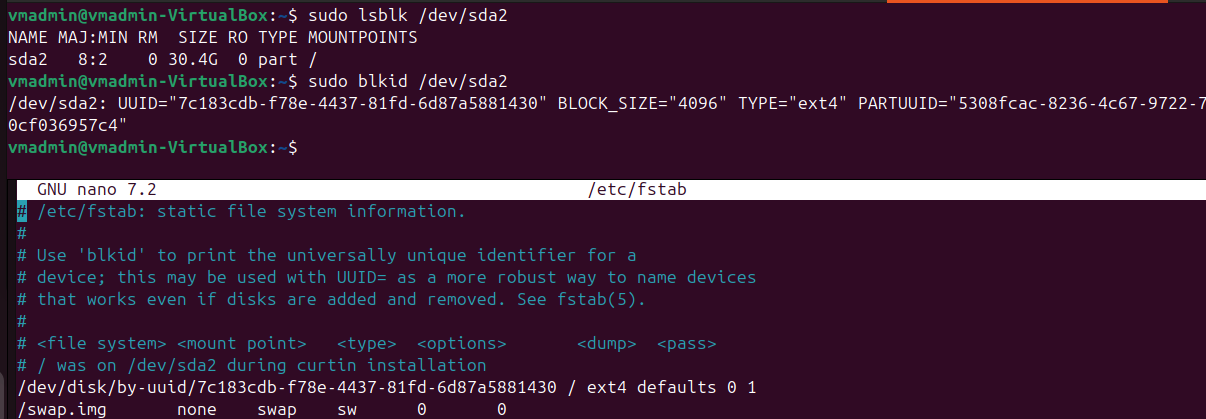 vmadmin@vmadmin-VirtualBox:~$ sudo lsblk /dev/sda2
NAME MAJ:MIN RM  SIZE RO TYPE MOUNTPOINTS
sda2   8:2    0 30.4G  0 part /
vmadmin@vmadmin-VirtualBox:~$ sudo blkid /dev/sda2
/dev/sda2: UUID="7c183cdb-f78e-4437-81fd-6d87a5881430" BLOCK_SIZE="4096" TYPE="ext4" PARTUUID="5308fcac-8236-4c67-9722-7
0cf036957c4"
vmadmin@vmadmin-VirtualBox:~$
GNU nano 7.2 /etc/fstab
# /etc/fstab: static file system information.
#
# Use 'blkid' to print the universally unique identifier for a
# device; this may be used with UUID= as a more robust way to name devices
# that works even if disks are added and removed. See fstab(5).
#
# <file system> <mount point>   <type>  <options>       <dump>  <pass>
# / was on /dev/sda2 during curtin installation
/dev/disk/by-uuid/7c183cdb-f78e-4437-81fd-6d87a5881430 / ext4 defaults 0 1
/swap.img       none    swap    sw      0       0